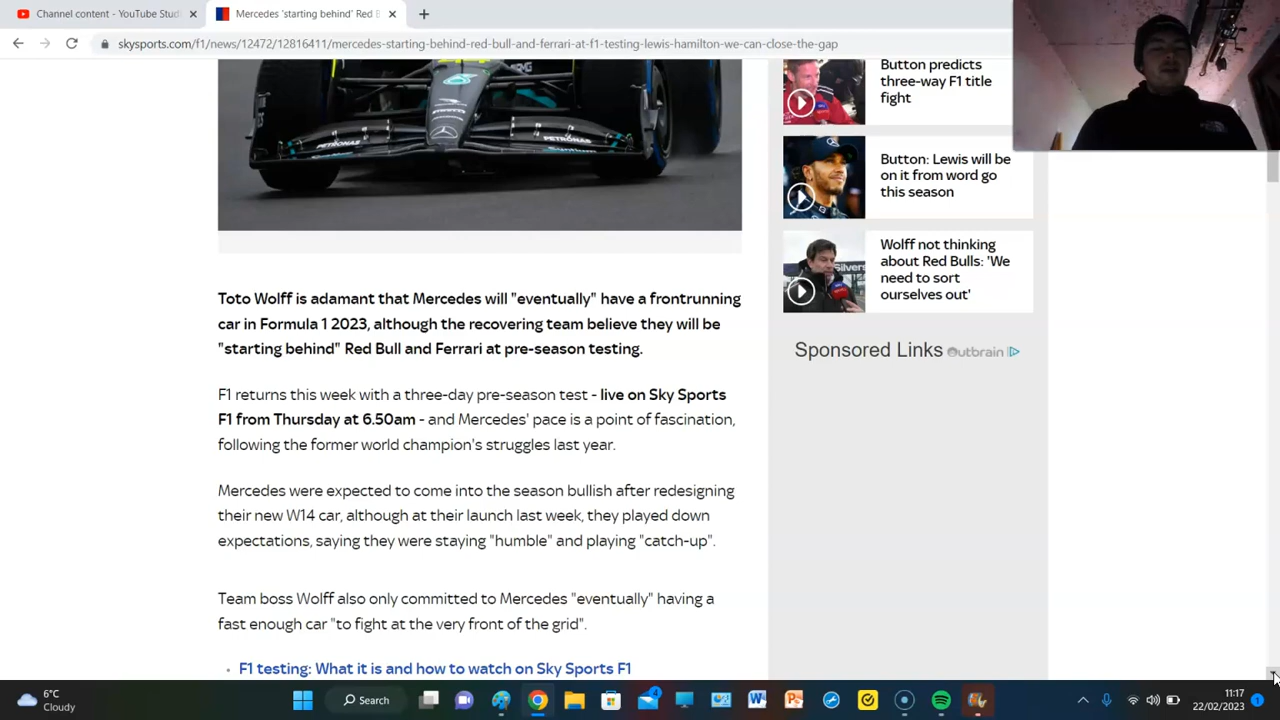 Channel content - YouTube Studi
Mercedes 'starting behind' Red B
skysports.com/f1/news/12472/12816411/mercedes-starting-behind-red-bull-and-ferrari-at-f1-testing-lewis-hamilton-we-can-close-the-gap
PETRONAS
PETRONAS
Button predicts
three-way F1 title
fight
Button: Lewis will be
on it from word go
this season
Wolff not thinking
about Red Bulls: 'We
need to sort
ourselves out'
Sponsored Links Outbrain
Toto Wolff is adamant that Mercedes will "eventually" have a frontrunning
car in Formula 1 2023, although the recovering team believe they will be
"starting behind" Red Bull and Ferrari at pre-season testing.
F1 returns this week with a three-day pre-season test - live on Sky Sports
F1 from Thursday at 6.50am - and Mercedes' pace is a point of fascination,
following the former world champion's struggles last year.
Mercedes were expected to come into the season bullish after redesigning
their new W14 car, although at their launch last week, they played down
expectations, saying they were staying "humble" and playing "catch-up".
Team boss Wolff also only committed to Mercedes "eventually" having a
fast enough car "to fight at the very front of the grid".
F1 testing: What it is and how to watch on Sky Sports F1
6°C
Cloudy
Search
4
11:17
22/02/2023
1